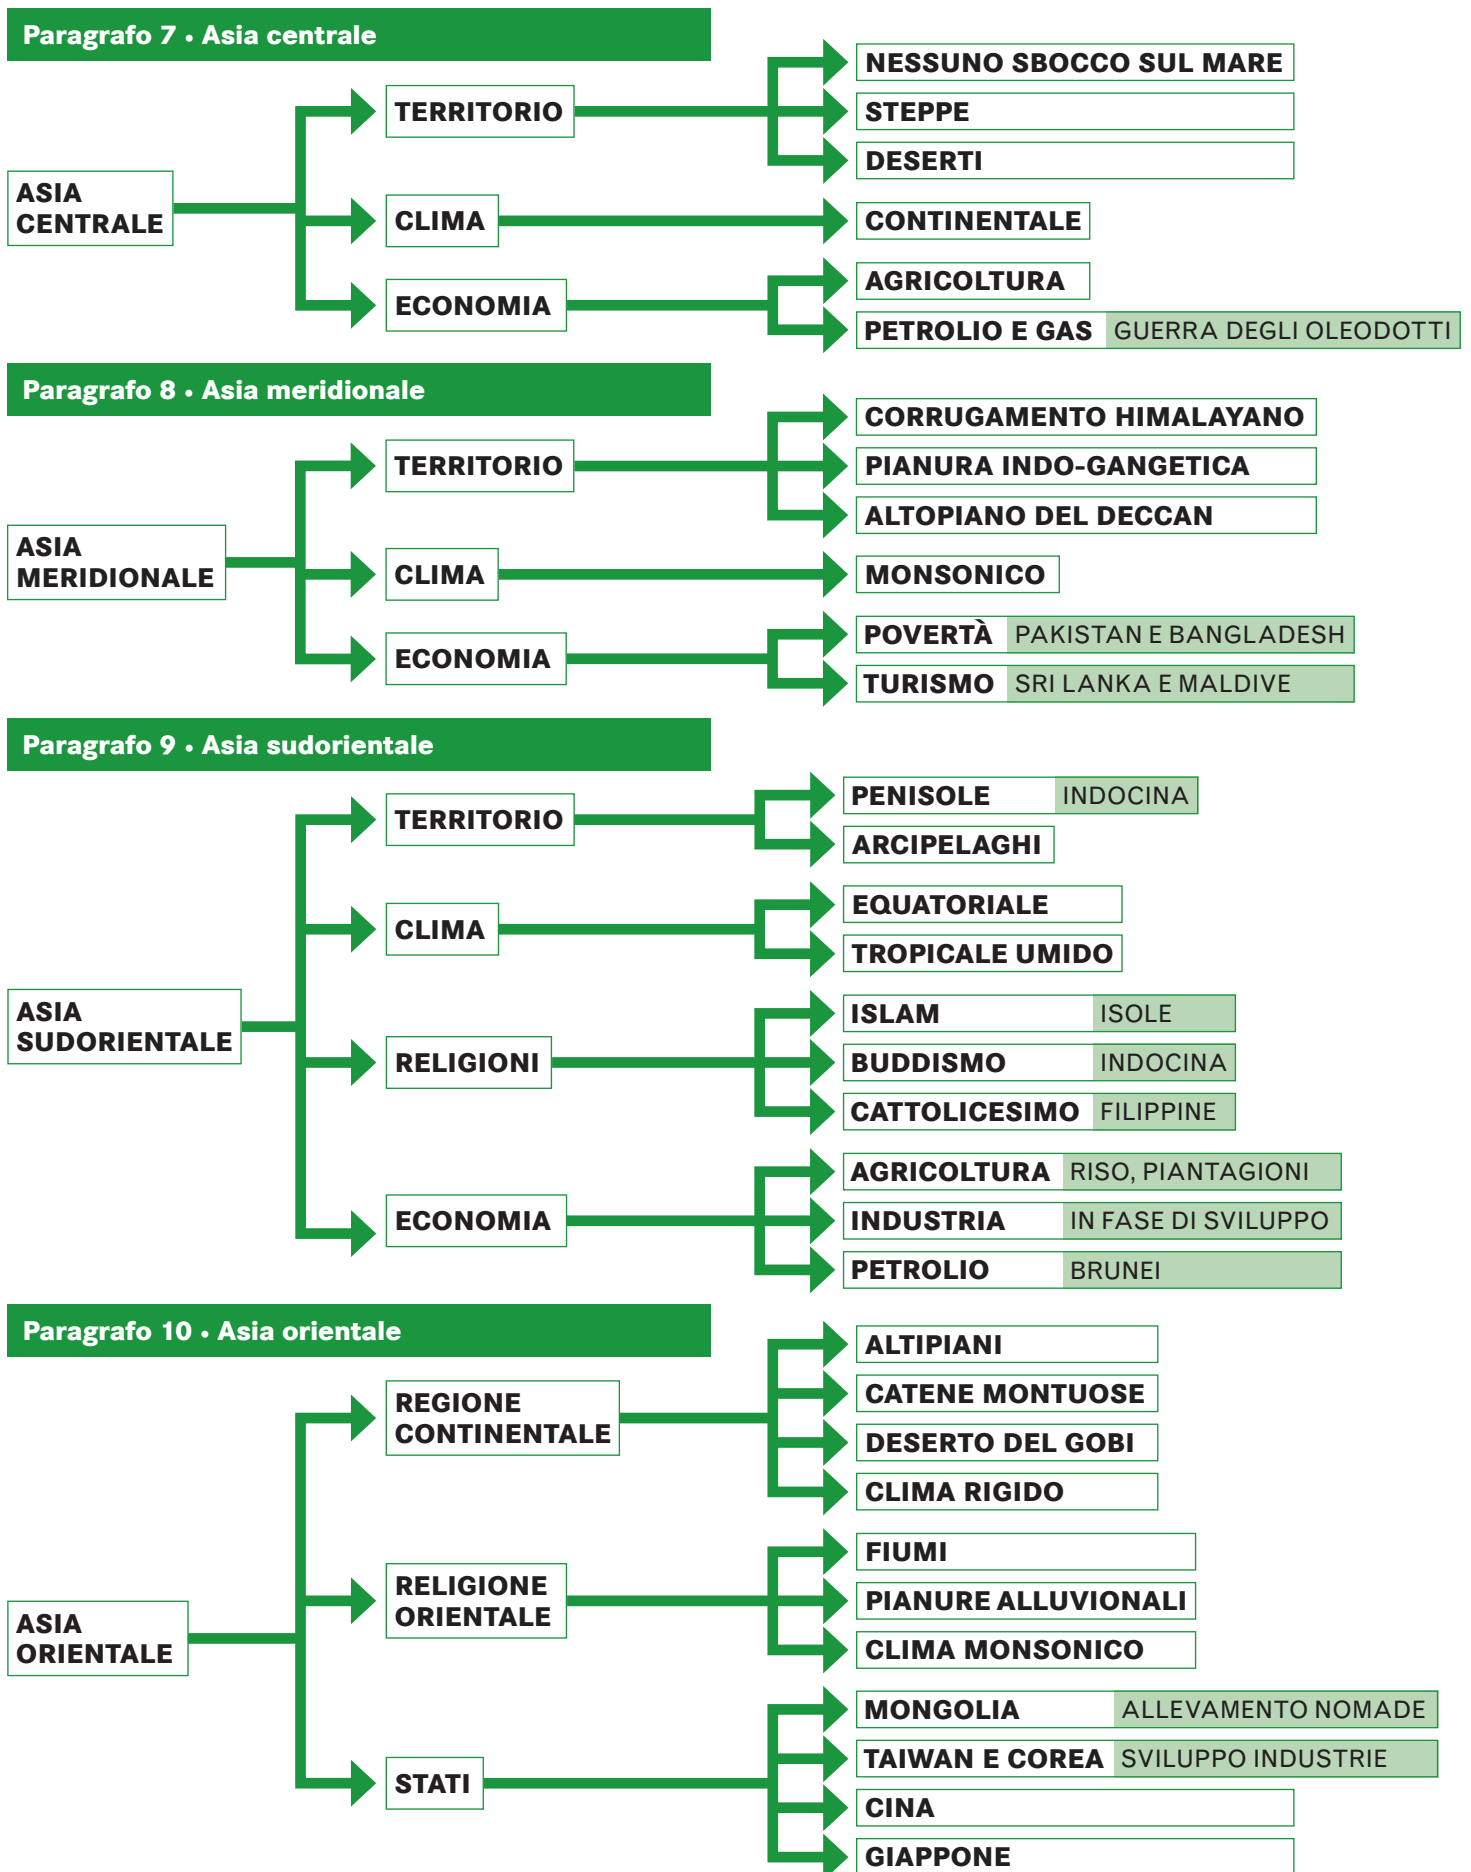 Paragrafo 7 • Asia centrale
ASIA
CENTRALE
TERRITORIO
NESSUNO SBOCCO SUL MARE
STEPPE
DESERTI
CLIMA
CONTINENTALE
ECONOMIA
AGRICOLTURA
PETROLIO E GAS GUERRA DEGLI OLEODOTTI
Paragrafo 8 • Asia meridionale
ASIA
MERIDIONALE
TERRITORIO
CORRUGAMENTO HIMALAYANO
PIANURA INDO-GANGETICA
ALTOPIANO DEL DECCAN
CLIMA
MONSONICO
ECONOMIA
POVERTÀ PAKISTAN E BANGLADESH
TURISMO SRI LANKA E MALDIVE
Paragrafo 9 • Asia sudorientale
ASIA
SUDORIENTALE
TERRITORIO
PENISOLE INDOCINA
ARCIPELAGHI
CLIMA
EQUATORIALE
TROPICALE UMIDO
RELIGIONI
ISLAM ISOLE
BUDDISMO INDOCINA
CATTOLICESIMO FILIPPINE
ECONOMIA
AGRICOLTURA RISO, PIANTAGIONI
INDUSTRIA IN FASE DI SVILUPPO
PETROLIO BRUNEI
Paragrafo 10 • Asia orientale
ASIA
ORIENTALE
REGIONE
CONTINENTALE
ALTIPIANI
CATENE MONTUOSE
DESERTO DEL GOBI
CLIMA RIGIDO
RELIGIONE
ORIENTALE
FIUMI
PIANURE ALLUVIONALI
CLIMA MONSONICO
STATI
MONGOLIA ALLEVAMENTO NOMADE
TAIWAN E COREA SVILUPPO INDUSTRIE
CINA
GIAPPONE